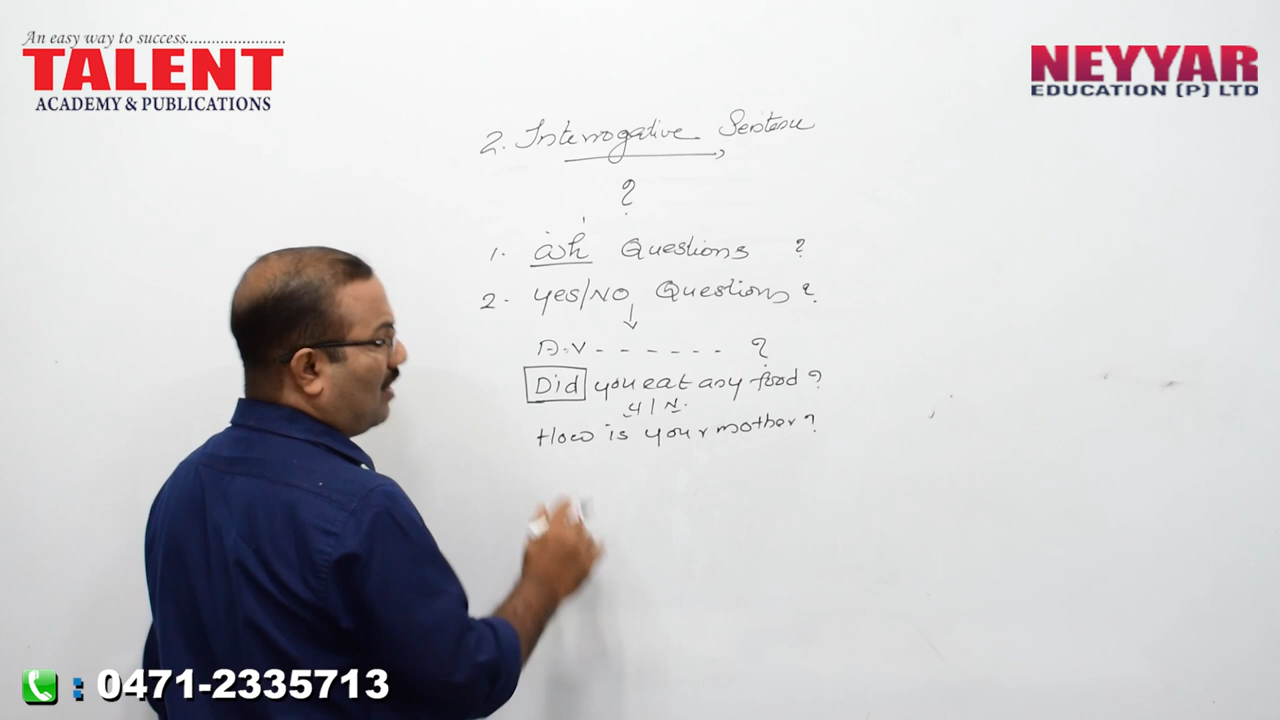 An easy way to success.......................
TALENT
ACADEMY & PUBLICATIONS
NEYYAR
EDUCATION (P) LTD
2. Interrogative Sentence
?
1. wh Questions ?
2. Yes/No Questions ?
A.V - - - - - - ?
Did you eat any food ?
y / N.
How is your mother ?
: 0471-2335713